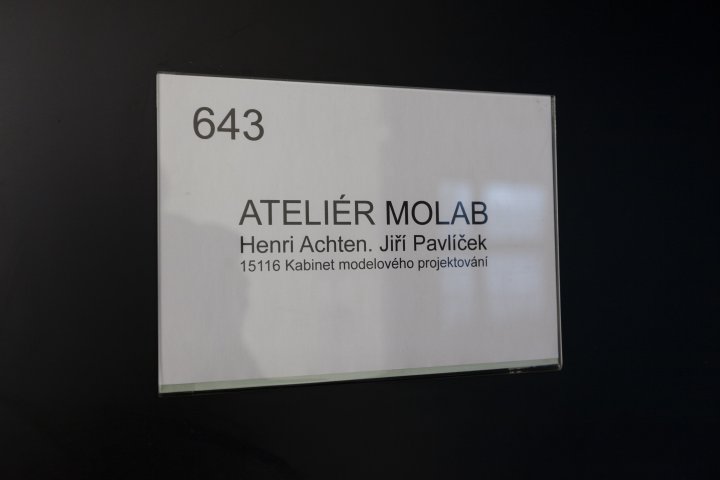 643
ATELIÉR MOLAB
Henri Achten. Jiří Pavlíček
15116 Kabinet modelového projektování